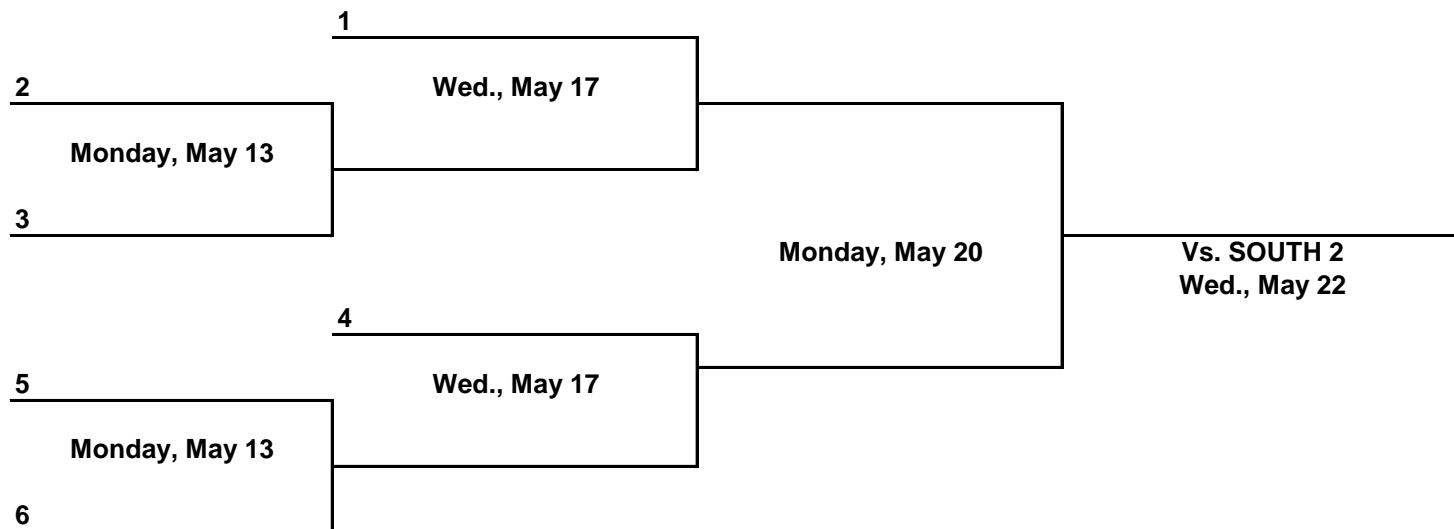 1
2
Wed., May 17
Monday, May 13
3
Monday, May 20
Vs. SOUTH 2
Wed., May 22
4
5
Wed., May 17
Monday, May 13
6